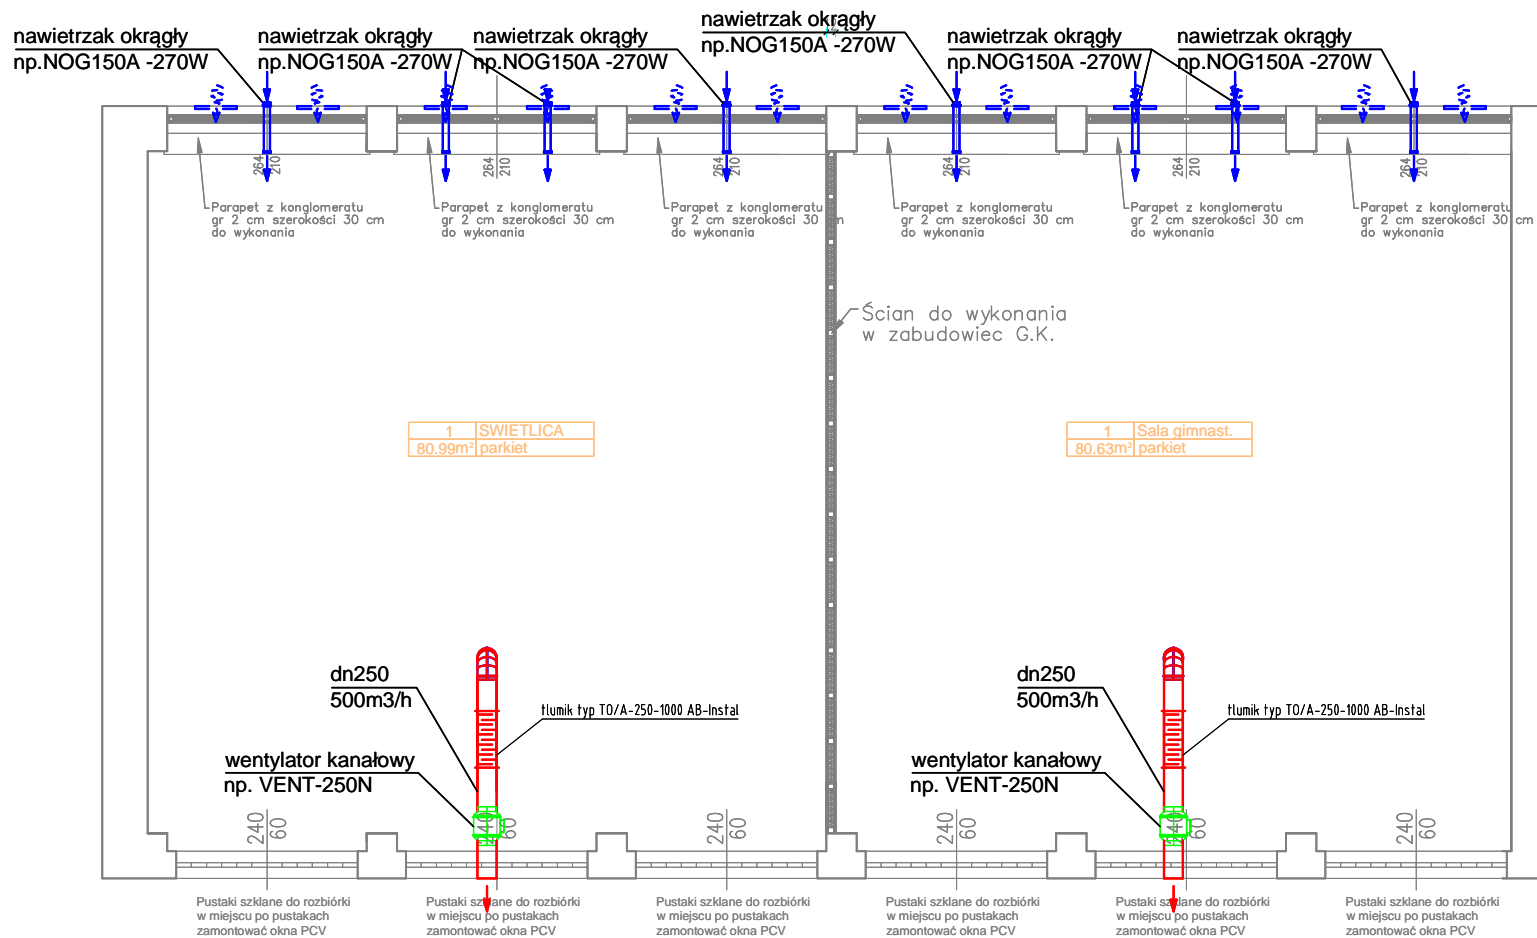 nawietrzak okrągły
np.NOG150A -270W
nawietrzak okrągły
np.NOG150A -270W
nawietrzak okrągły
np.NOG150A -270W
nawietrzak okrągły
np.NOG150A -270W
nawietrzak okrągły
np.NOG150A -270W
nawietrzak okrągły
np.NOG150A -270W
264
210
264
210
264
210
264
210
264
210
264
210
Parapet z konglomeratu
gr 2 cm szerokości 30 cm
do wykonania
Parapet z konglomeratu
gr 2 cm szerokości 30 cm
do wykonania
Parapet z konglomeratu
gr 2 cm szerokości 30 cm
do wykonania
Parapet z konglomeratu
gr 2 cm szerokości 30 cm
do wykonania
Parapet z konglomeratu
gr 2 cm szerokości 30 cm
do wykonania
Parapet z konglomeratu
gr 2 cm szerokości 30 cm
do wykonania
Ścian do wykonania
w zabudowiec G.K.
1 SWIETLICA
80.99m² parkiet
1 Sala gimnast.
80.63m² parkiet
dn250
500m3/h
tlumik typ TO/A-250-1000 AB-Instal
wentylator kanałowy
np. VENT-250N
dn250
500m3/h
tlumik typ TO/A-250-1000 AB-Instal
wentylator kanałowy
np. VENT-250N
240
60
60
240
60
240
60
60
240
60
Pustaki szklane do rozbiórki
w miejscu po pustakach
zamontować okna PCV
Pustaki szklane do rozbiórki
w miejscu po pustakach
zamontować okna PCV
Pustaki szklane do rozbiórki
w miejscu po pustakach
zamontować okna PCV
Pustaki szklane do rozbiórki
w miejscu po pustakach
zamontować okna PCV
Pustaki szklane do rozbiórki
w miejscu po pustakach
zamontować okna PCV
Pustaki szklane do rozbiórki
w miejscu po pustakach
zamontować okna PCV